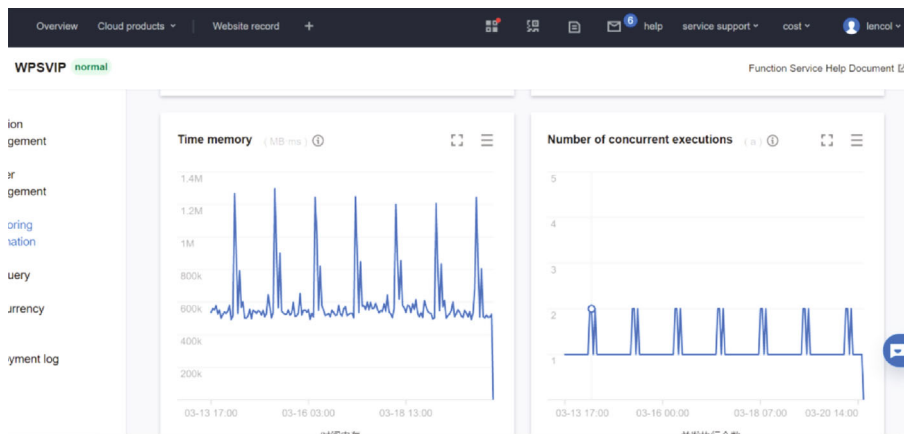 Overview Cloud products Website record + 6 help service support cost lencol
WPSVIP normal Function Service Help Document
ion
gement
er
gement
oring
nation
uery
urrency
oyment log
Time memory ( MB ms )
1.4M
1.2M
1M
800k
600k
400k
200k
03-13 17:00 03-16 03:00 03-18 13:00
Number of concurrent executions ( a )
5
4
3
2
1
03-13 17:00 03-16 00:00 03-18 07:00 03-20 14:00